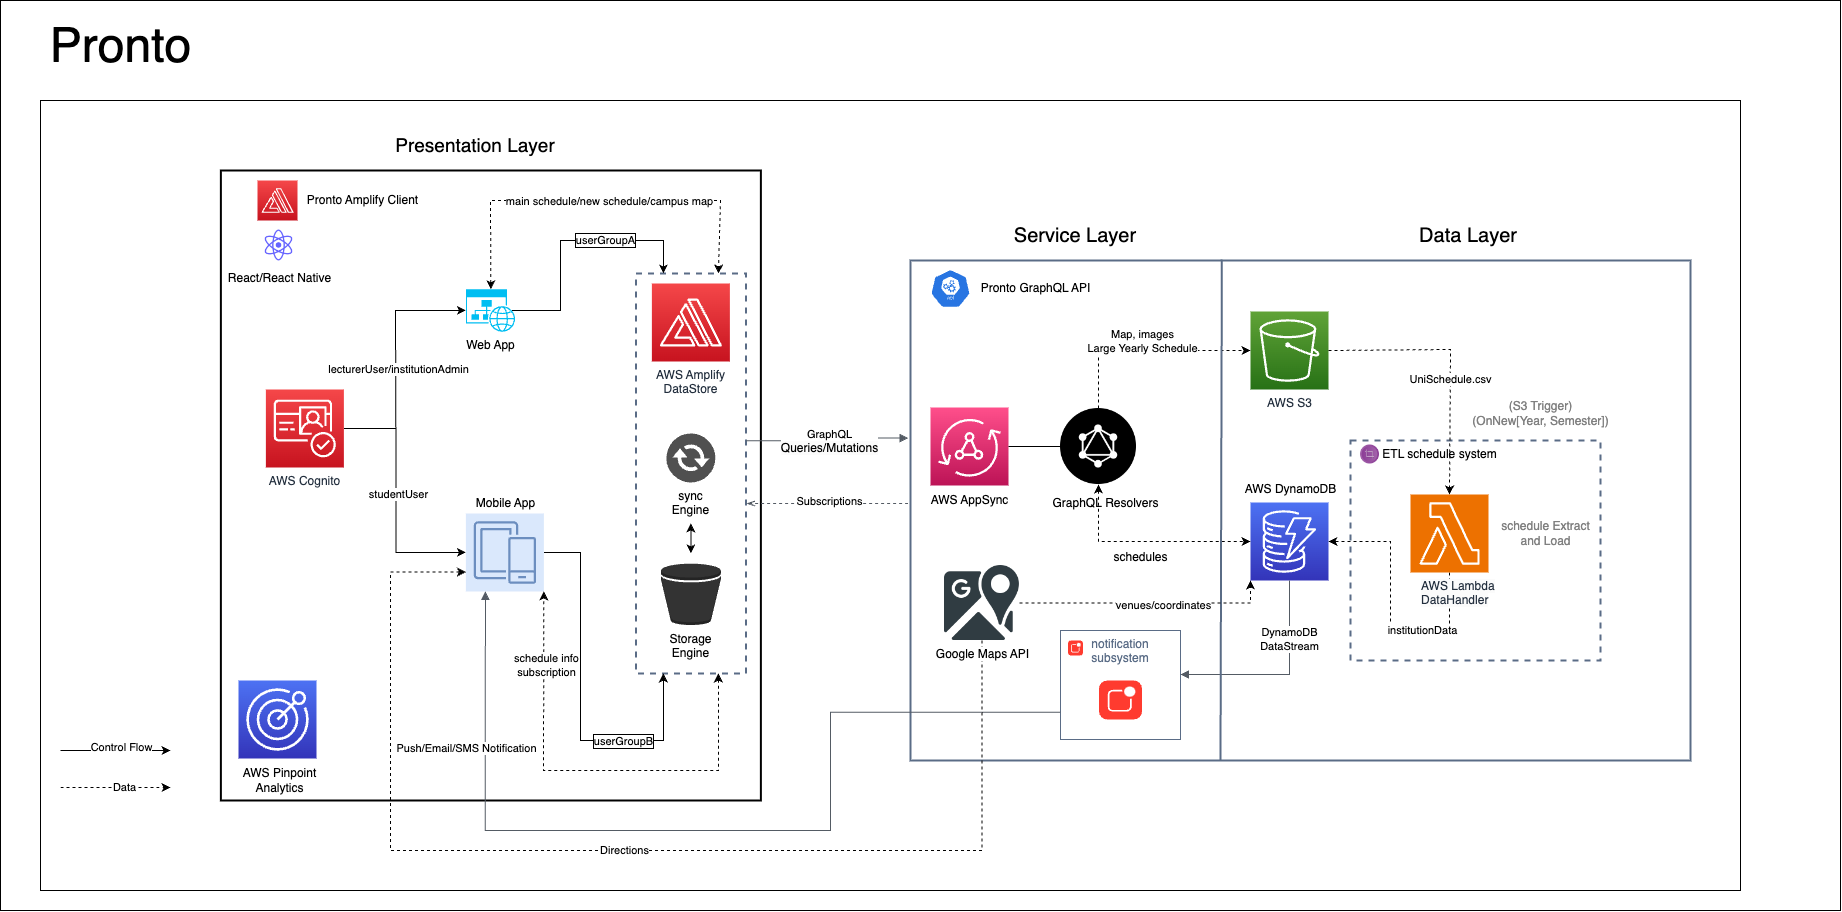 Pronto
Presentation Layer
Pronto Amplify Client
React/React Native
main schedule/new schedule/campus map
userGroupA
Web App
lecturerUser/institutionAdmin
AWS Cognito
studentUser
Mobile App
AWS Amplify
DataStore
sync
Engine
Storage
Engine
schedule info
subscription
userGroupB
Push/Email/SMS Notification
AWS Pinpoint
Analytics
Control Flow
Data
Directions
GraphQL
Queries/Mutations
Subscriptions
Service Layer
API
Pronto GraphQL API
Map, images
Large Yearly Schedule
AWS AppSync
GraphQL Resolvers
schedules
G
Google Maps API
venues/coordinates
notification
subsystem
Data Layer
AWS S3
UniSchedule.csv
(S3 Trigger)
(OnNew[Year, Semester])
ETL schedule system
AWS DynamoDB
schedule Extract
and Load
AWS Lambda
DataHandler
institutionData
DynamoDB
DataStream